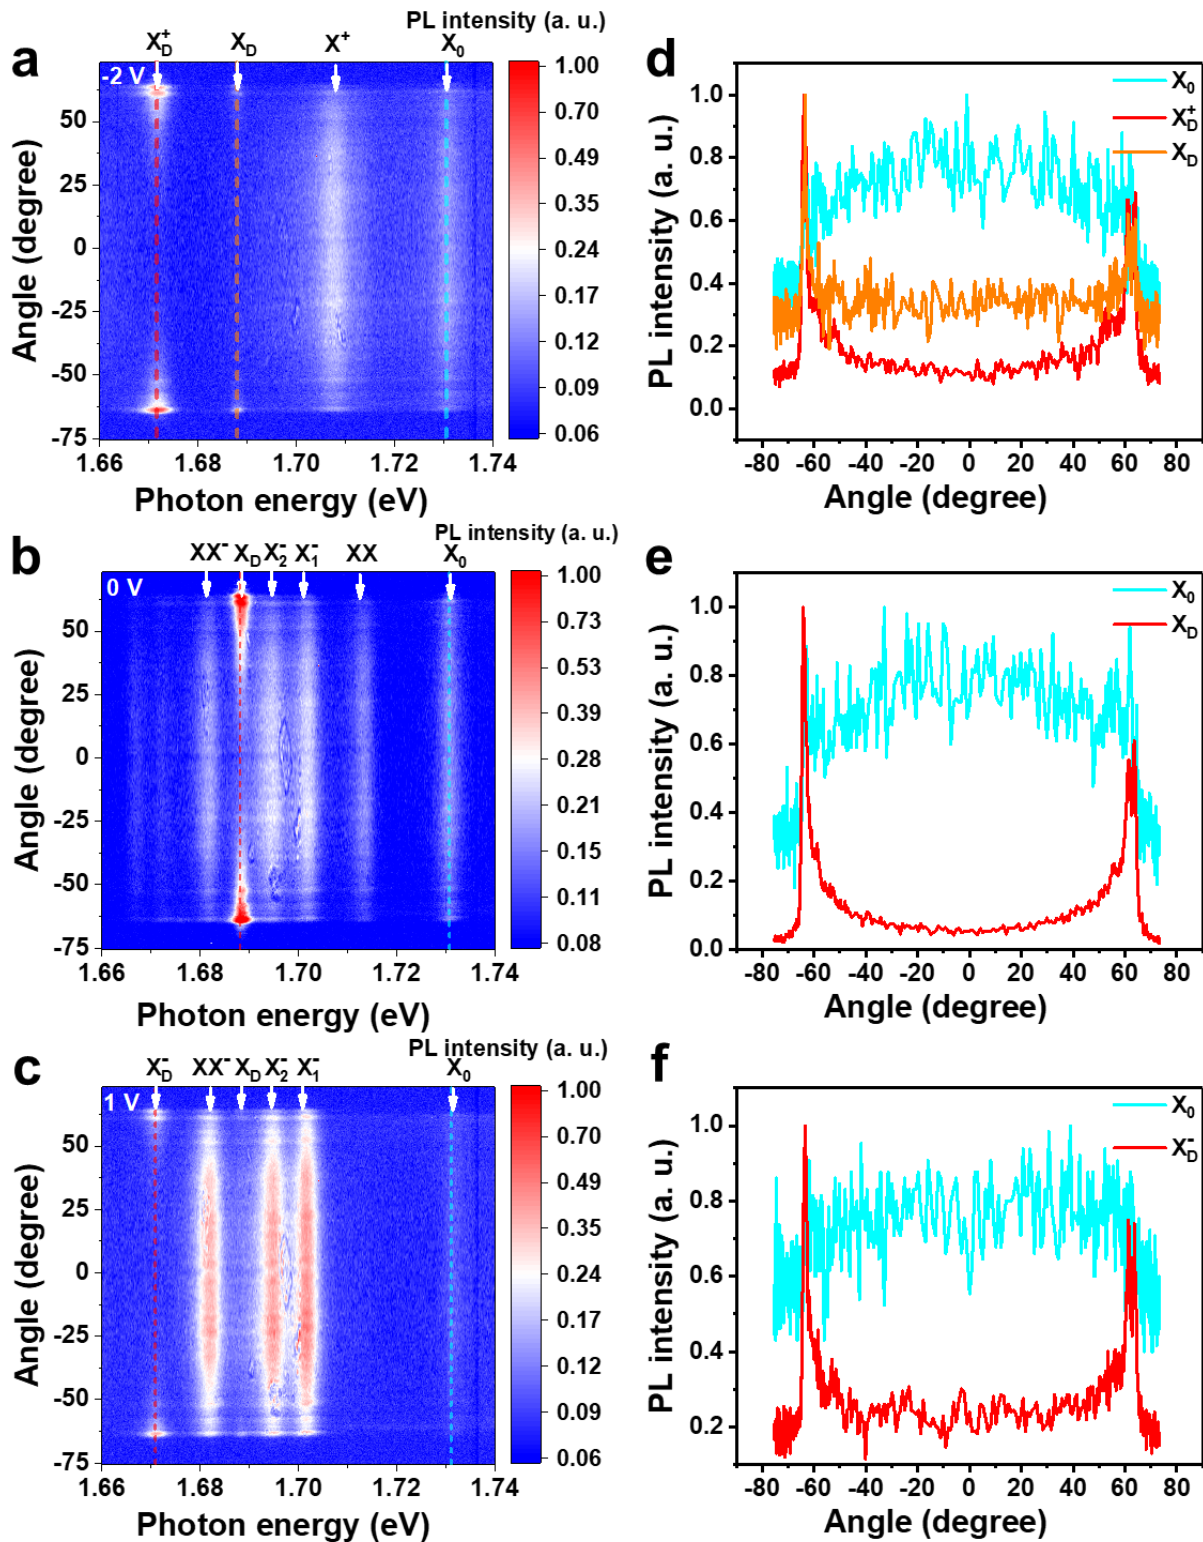 a
PL intensity (a. u.)
X_D^+ X_D X^+ X_0
-2 V
Angle (degree)
50
25
0
-25
-50
-75
1.66 1.68 1.70 1.72 1.74
Photon energy (eV)
1.00
0.70
0.49
0.35
0.24
0.17
0.12
0.09
0.06
d
X_0
X_D^+
X_D
PL intensity (a. u.)
1.0
0.8
0.6
0.4
0.2
0.0
-80 -60 -40 -20 0 20 40 60 80
Angle (degree)
b
PL intensity (a. u.)
XX^- X_D X_2^- X_1^- XX X_0
0 V
Angle (degree)
50
25
0
-25
-50
-75
1.66 1.68 1.70 1.72 1.74
Photon energy (eV)
1.00
0.73
0.53
0.39
0.28
0.21
0.15
0.11
0.08
e
X_0
X_D
PL intensity (a. u.)
1.0
0.8
0.6
0.4
0.2
0.0
-80 -60 -40 -20 0 20 40 60 80
Angle (degree)
c
PL intensity (a. u.)
X_D^- XX^- X_D X_2^- X_1^- X_0
1 V
Angle (degree)
50
25
0
-25
-50
-75
1.66 1.68 1.70 1.72 1.74
Photon energy (eV)
1.00
0.70
0.49
0.35
0.24
0.17
0.12
0.09
0.06
f
X_0
X_D^-
PL intensity (a. u.)
1.0
0.8
0.6
0.4
0.2
-80 -60 -40 -20 0 20 40 60 80
Angle (degree)